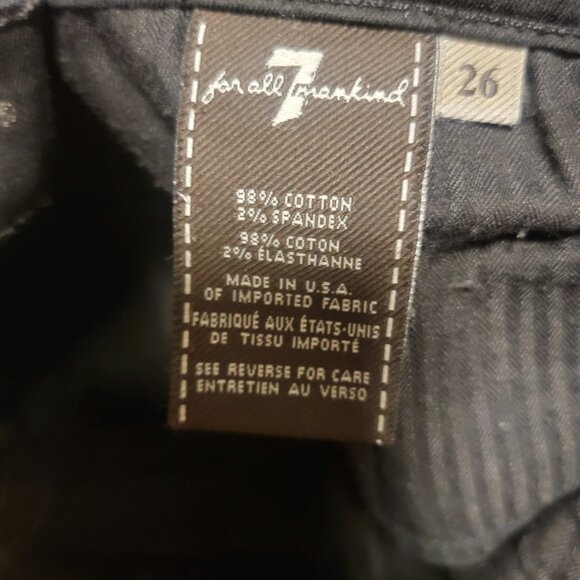 7
for all mankind
26
98% COTTON
2% SPANDEX
98% COTON
2% ÉLASTHANNE
MADE IN U.S.A.
OF IMPORTED FABRIC
FABRIQUÉ AUX ÉTATS-UNIS
DE TISSU IMPORTÉ
SEE REVERSE FOR CARE
ENTRETIEN AU VERSO